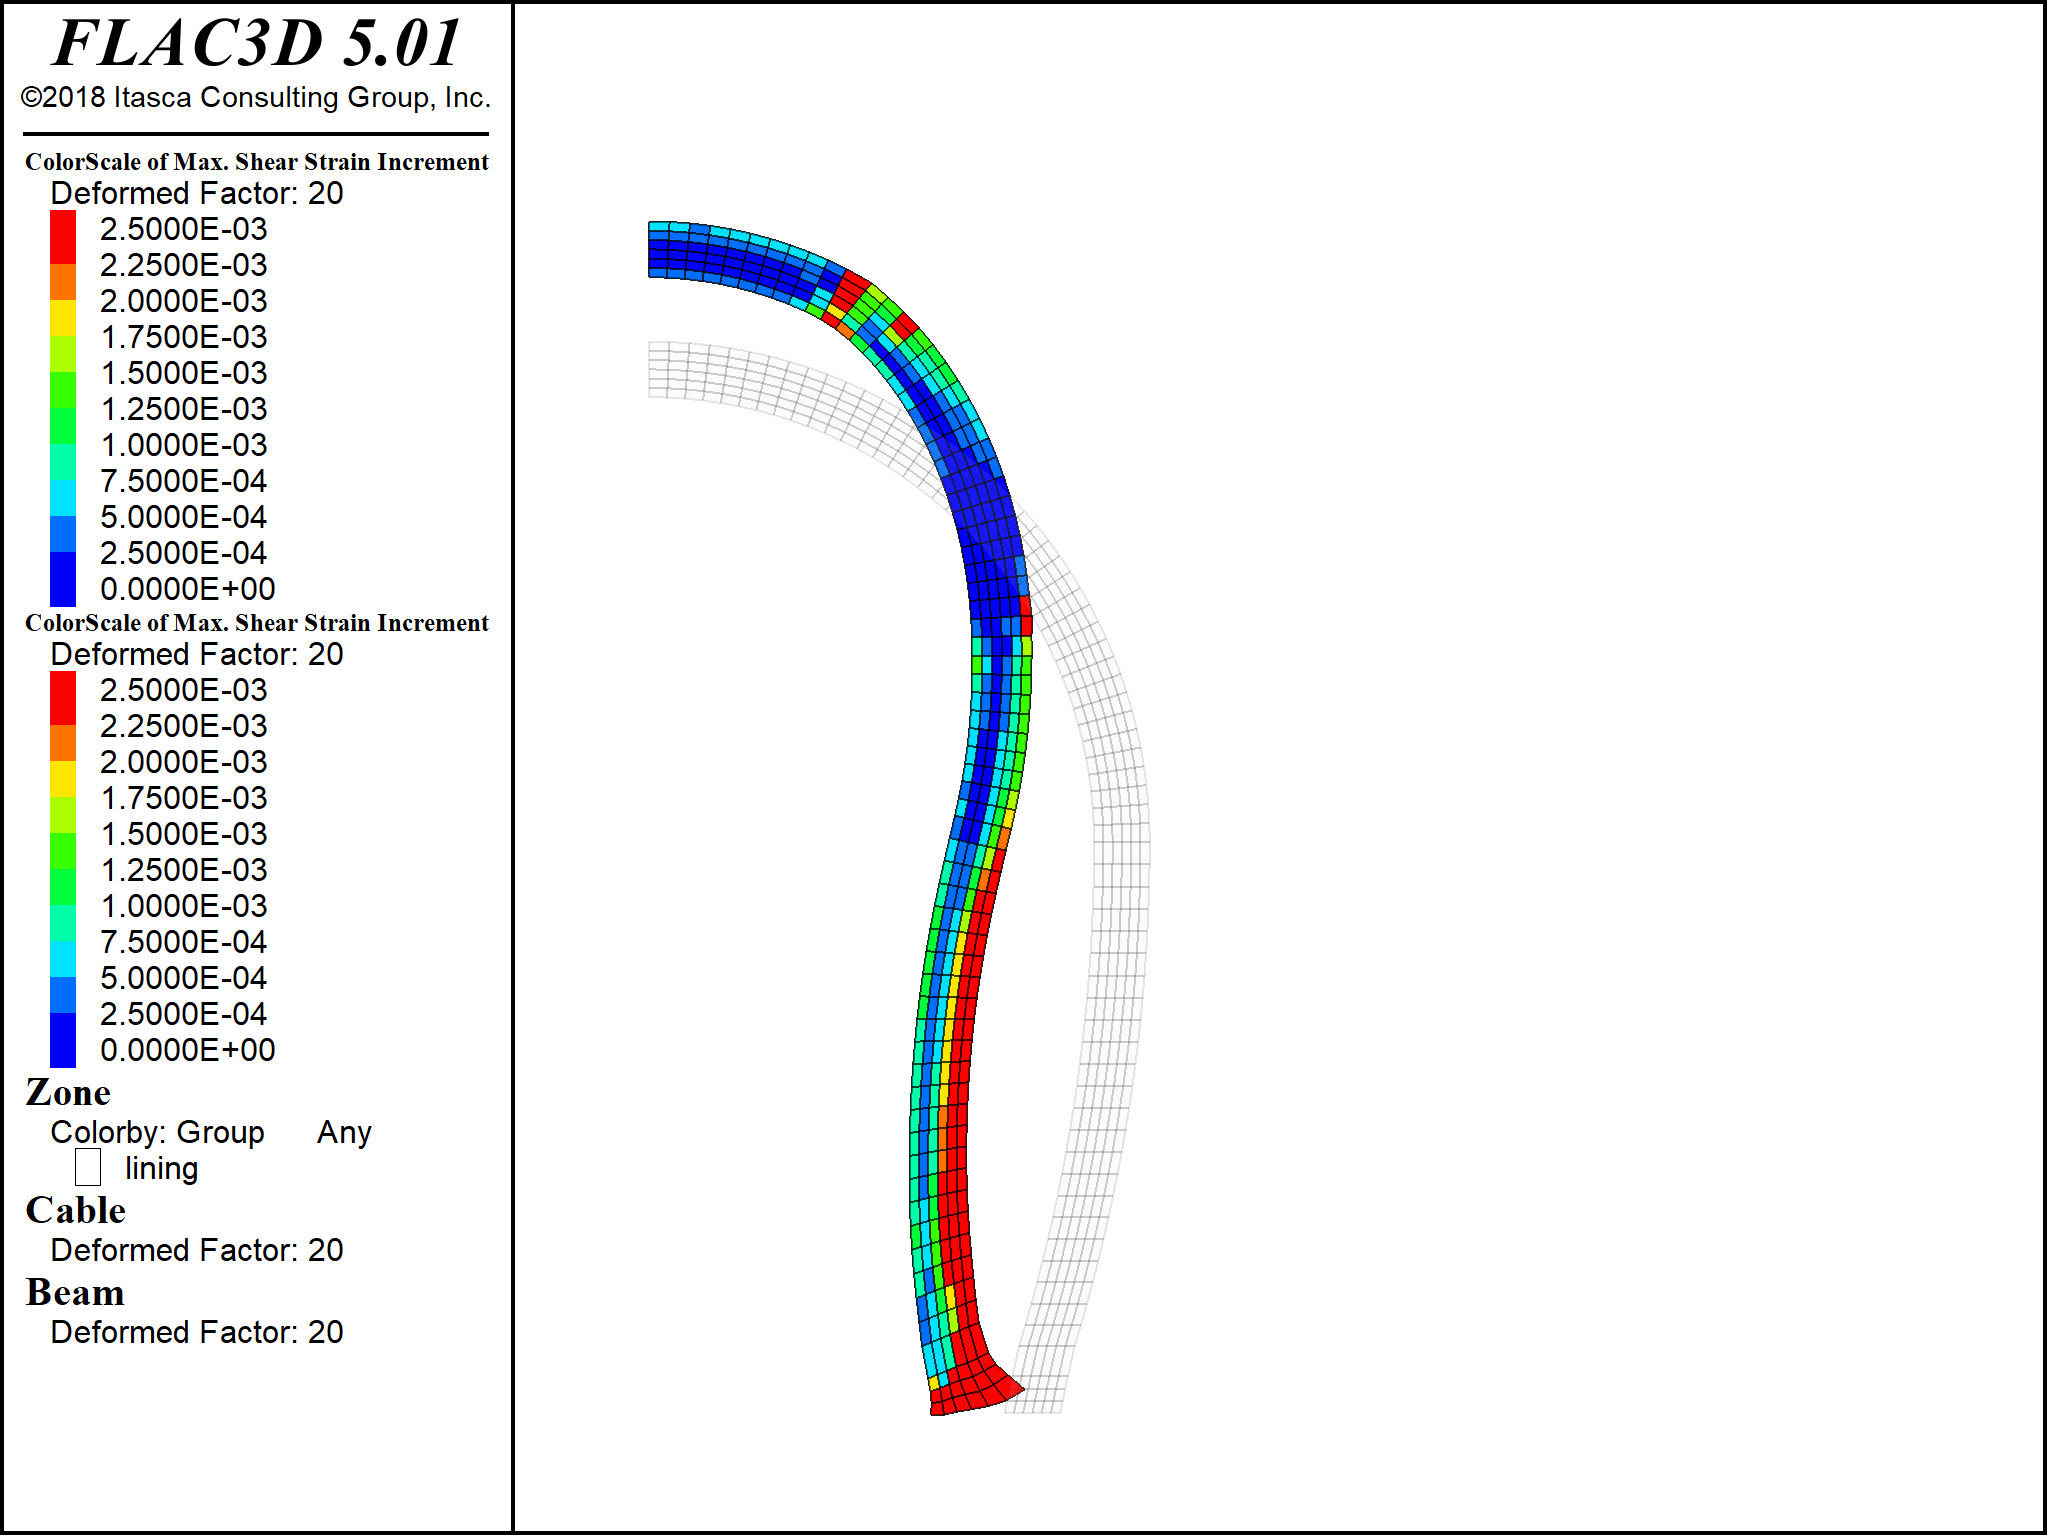 FLAC3D 5.01
©2018 Itasca Consulting Group, Inc.
ColorScale of Max. Shear Strain Increment
Deformed Factor: 20
2.5000E-03
2.2500E-03
2.0000E-03
1.7500E-03
1.5000E-03
1.2500E-03
1.0000E-03
7.5000E-04
5.0000E-04
2.5000E-04
0.0000E+00
ColorScale of Max. Shear Strain Increment
Deformed Factor: 20
2.5000E-03
2.2500E-03
2.0000E-03
1.7500E-03
1.5000E-03
1.2500E-03
1.0000E-03
7.5000E-04
5.0000E-04
2.5000E-04
0.0000E+00
Zone
Colorby: Group Any
lining
Cable
Deformed Factor: 20
Beam
Deformed Factor: 20